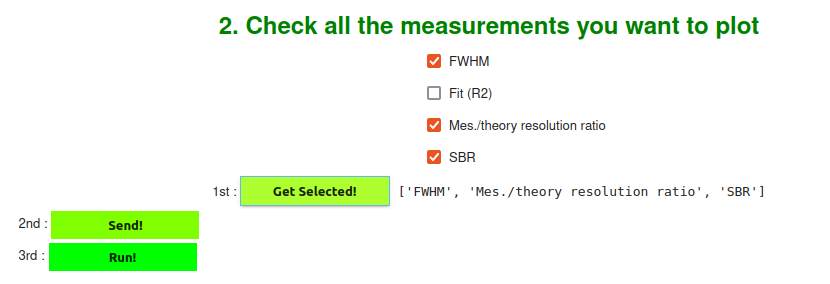 2. Check all the measurements you want to plot
FWHM
Fit (R2)
Mes./theory resolution ratio
SBR
1st : Get Selected! ['FWHM', 'Mes./theory resolution ratio', 'SBR']
2nd : Send!
3rd : Run!